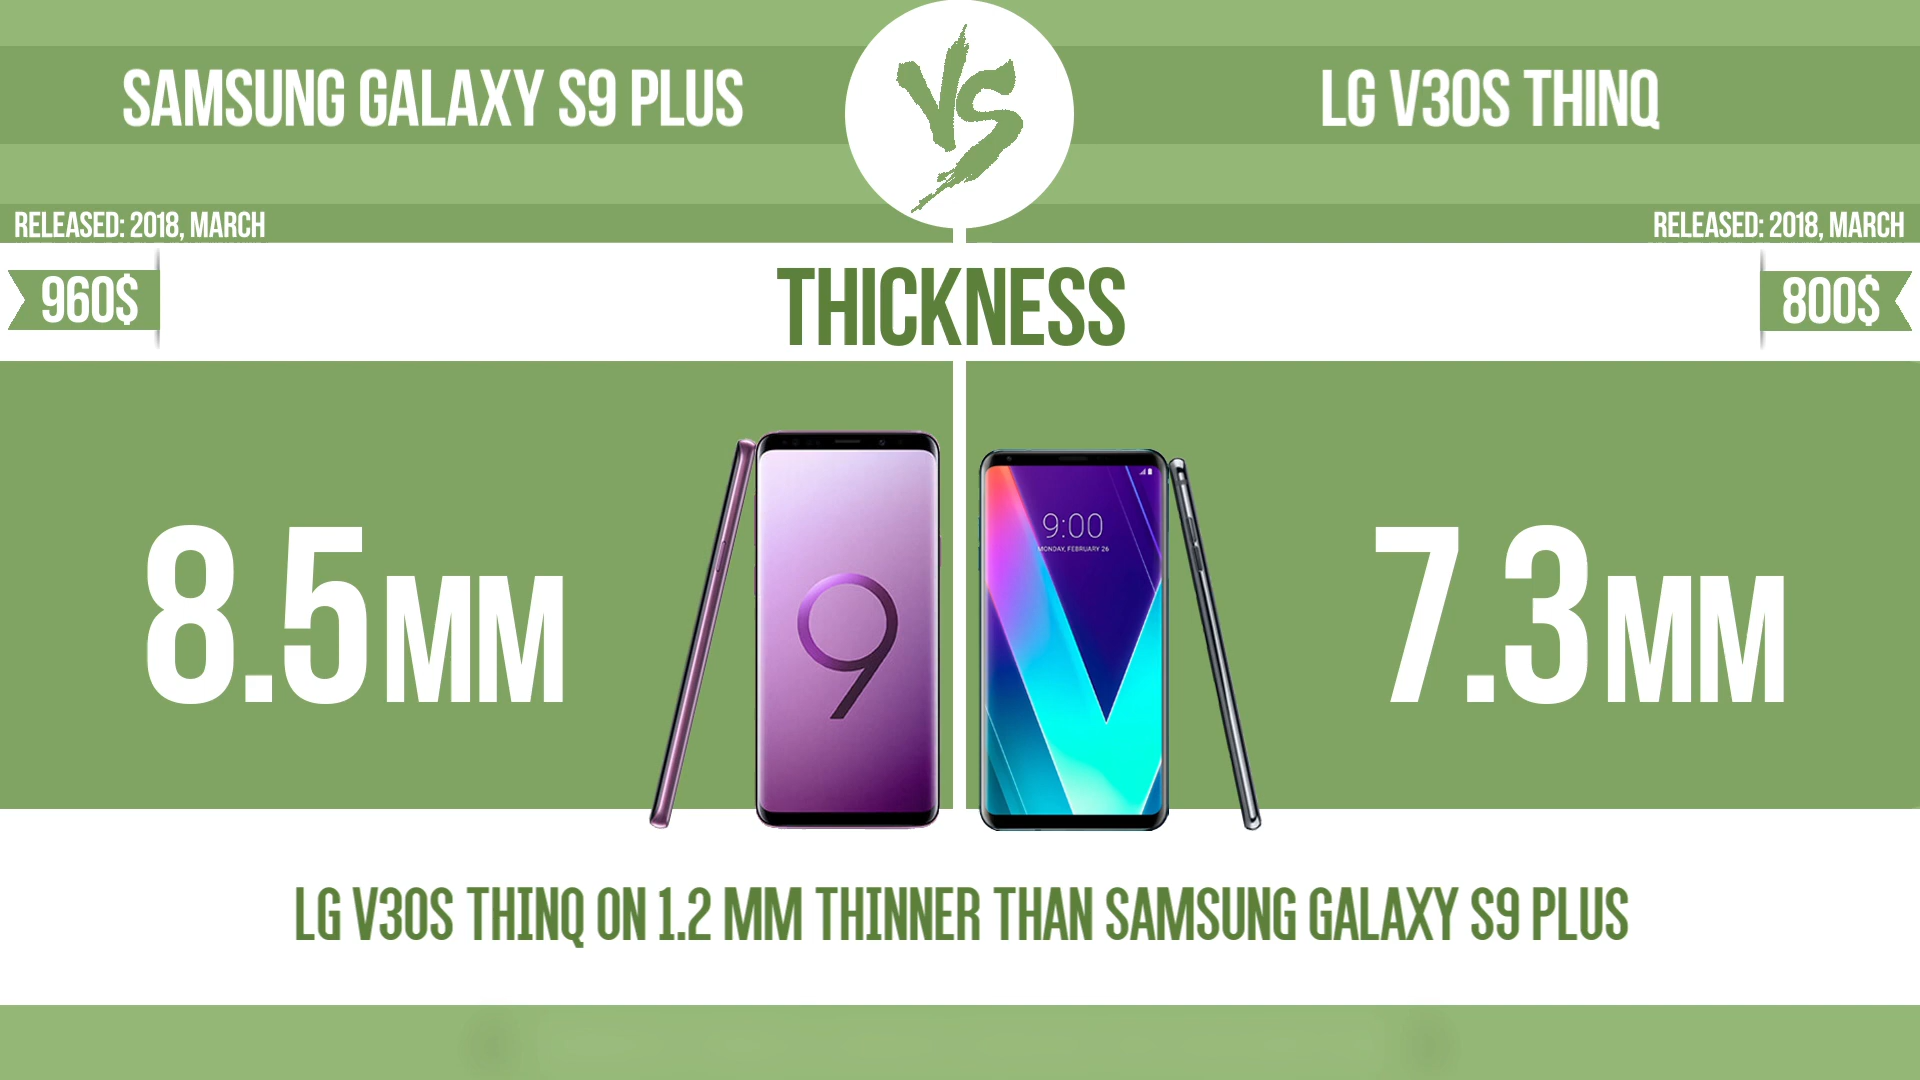 SAMSUNG GALAXY S9 PLUS
VS
LG V30S THINQ
RELEASED: 2018, MARCH
RELEASED: 2018, MARCH
960$
THICKNESS
800$
8.5MM
9
9:00
MONDAY, FEBRUARY 26
7.3MM
LG V30S THINQ ON 1.2 MM THINNER THAN SAMSUNG GALAXY S9 PLUS